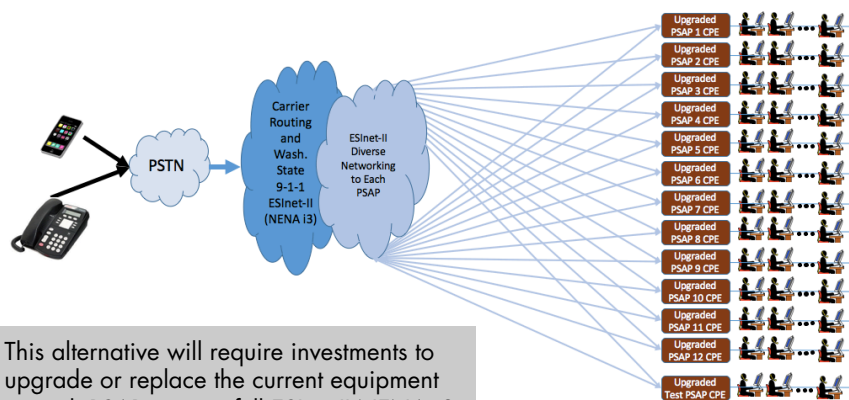 PSTN
Carrier
Routing
and
Wash.
State
9-1-1
ESInet-II
(NENA i3)
ESInet-II
Diverse
Networking
to Each
PSAP
Upgraded
PSAP 1 CPE
Upgraded
PSAP 2 CPE
Upgraded
PSAP 3 CPE
Upgraded
PSAP 4 CPE
Upgraded
PSAP 5 CPE
Upgraded
PSAP 6 CPE
Upgraded
PSAP 7 CPE
Upgraded
PSAP 8 CPE
Upgraded
PSAP 9 CPE
Upgraded
PSAP 10 CPE
Upgraded
PSAP 11 CPE
Upgraded
PSAP 12 CPE
Upgraded
Test PSAP CPE
This alternative will require investments to
upgrade or replace the current equipment